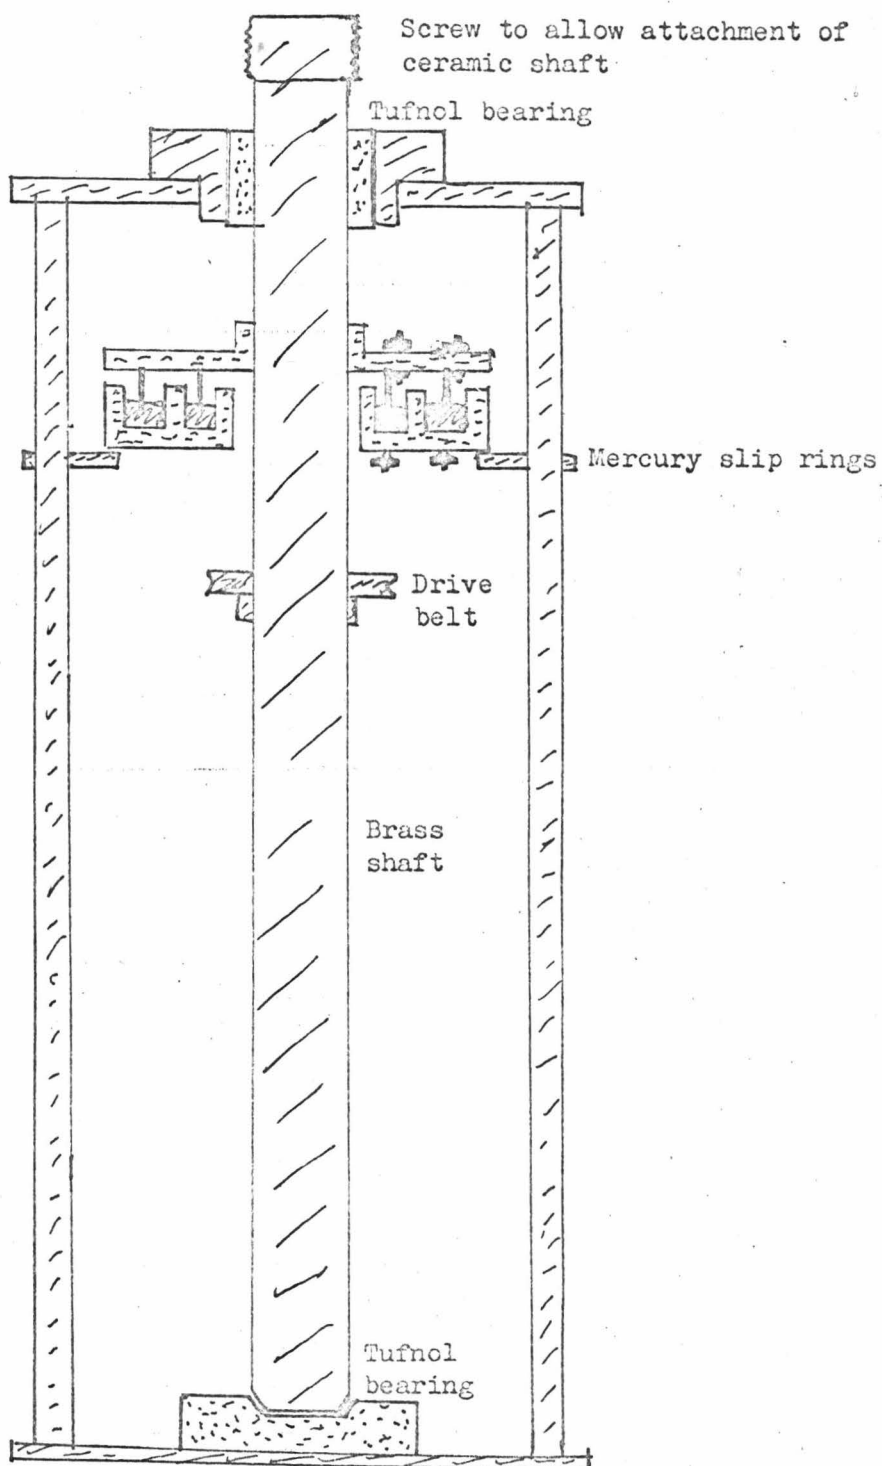 Screw to allow attachment of
ceramic shaft
Tufnol bearing
Mercury slip rings
Drive
belt
Brass
shaft
Tufnol
bearing